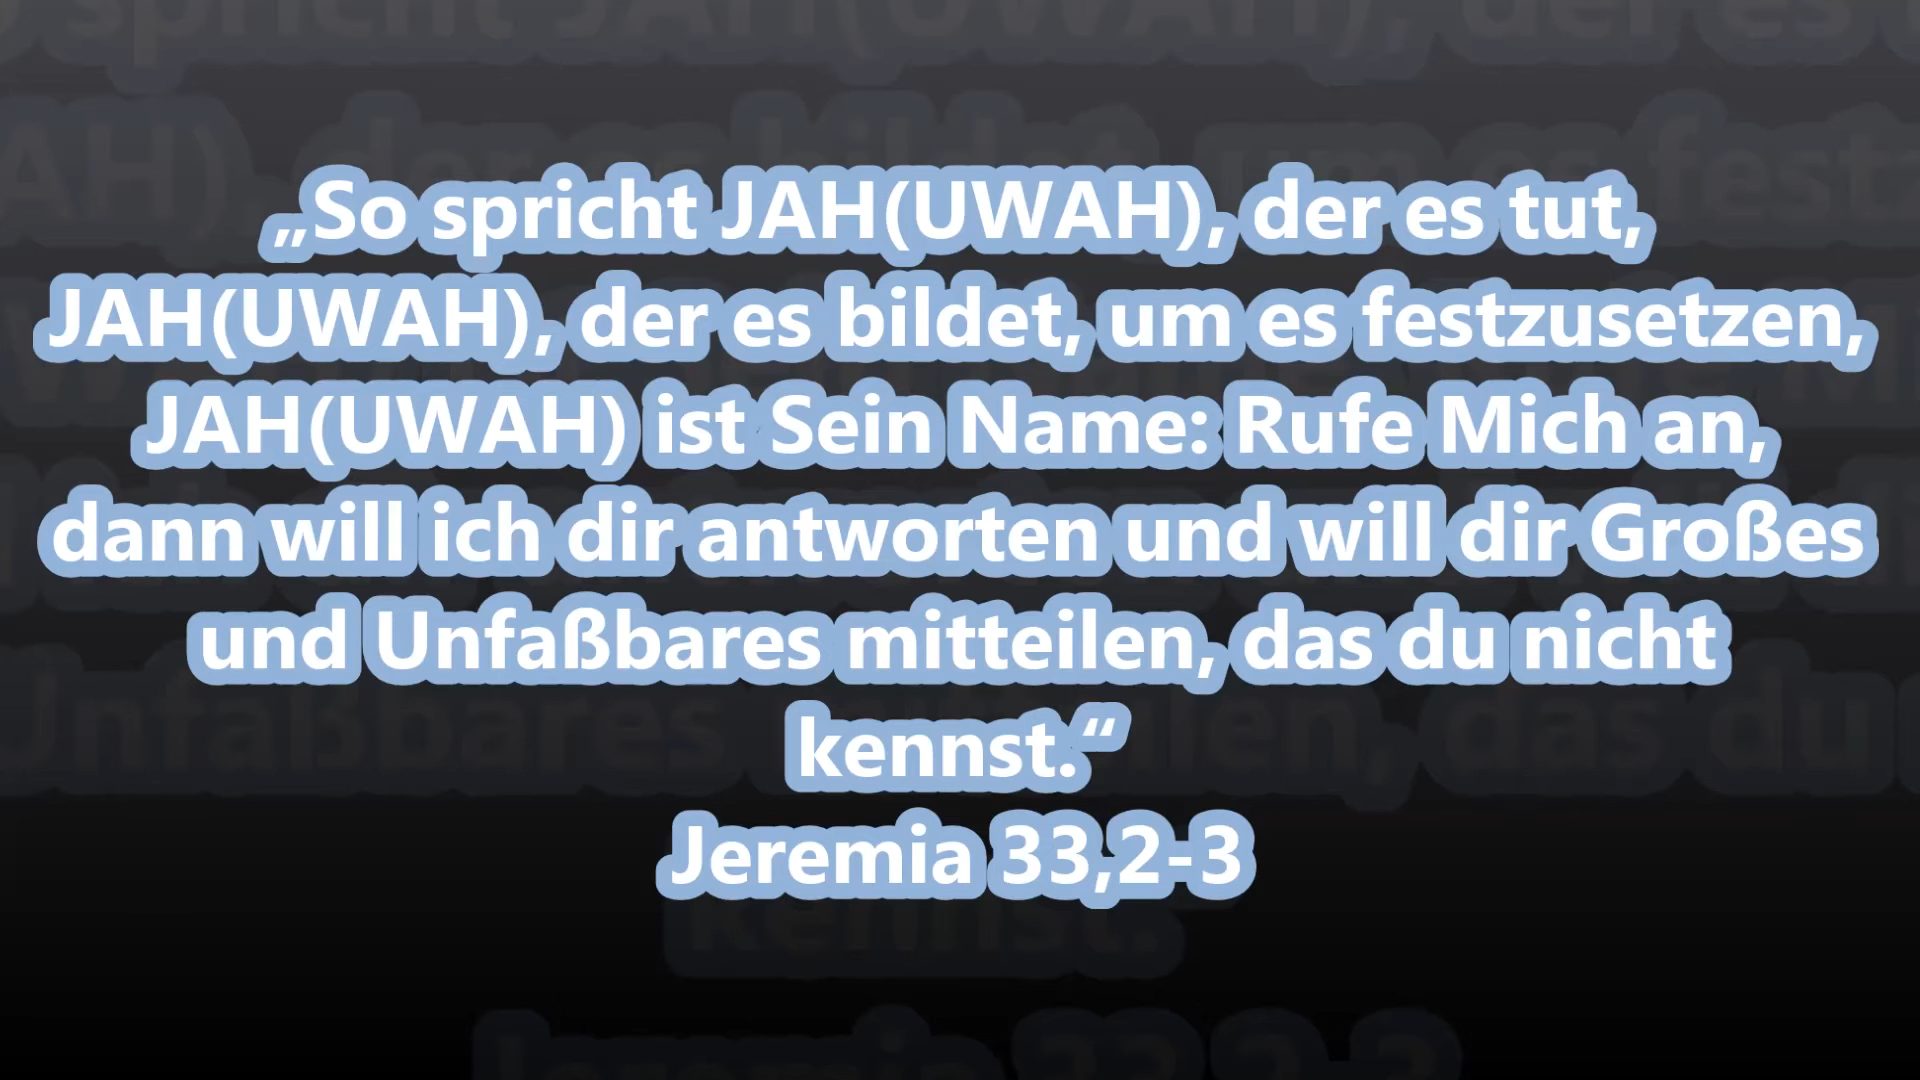 „So spricht JAH(UWAH), der es tut,
JAH(UWAH), der es bildet, um es festzusetzen,
JAH(UWAH) ist Sein Name: Rufe Mich an,
dann will ich dir antworten und will dir Großes
und Unfaßbares mitteilen, das du nicht
kennst.“
Jeremia 33,2-3